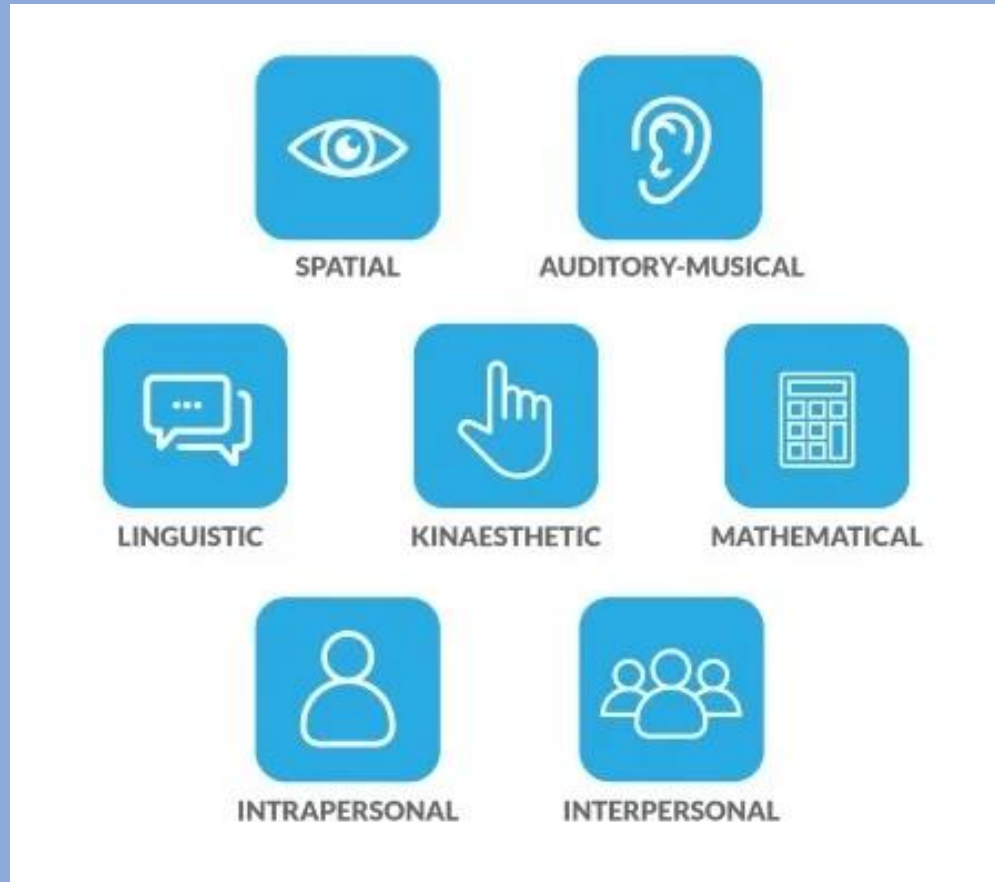 SPATIAL
AUDITORY-MUSICAL
LINGUISTIC
KINAESTHETIC
MATHEMATICAL
INTRAPERSONAL
INTERPERSONAL